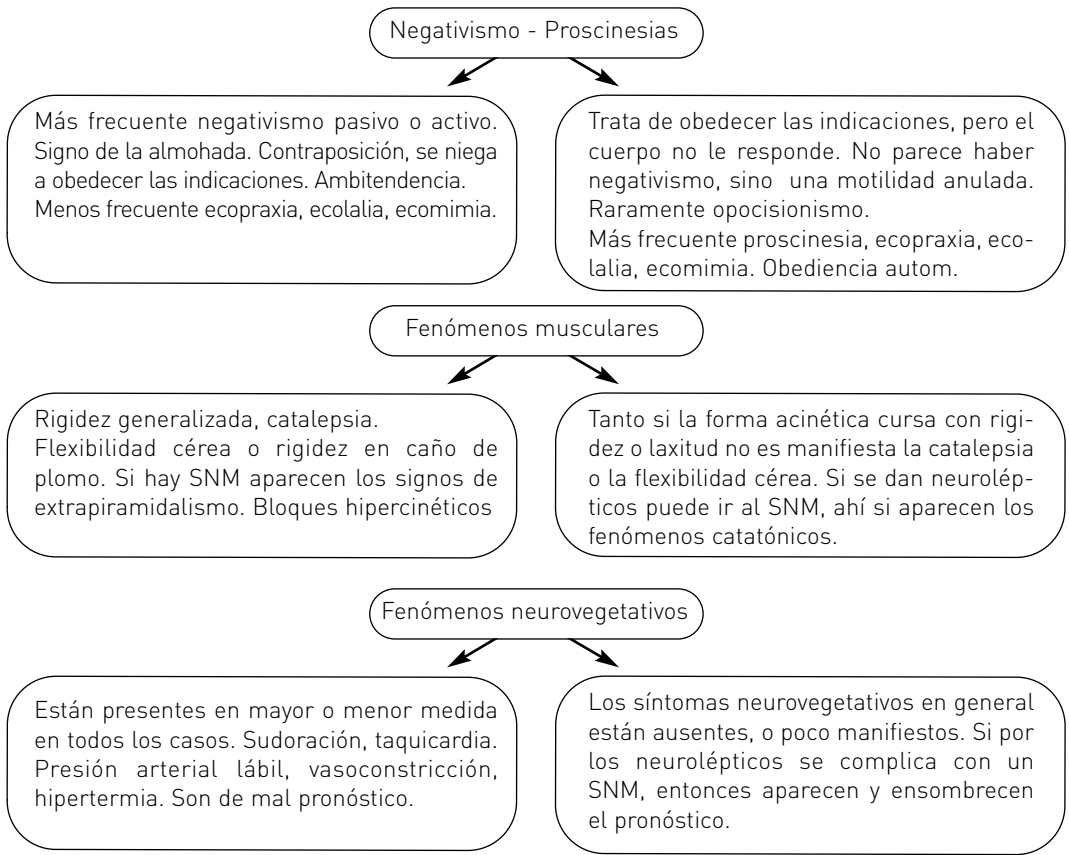 Negativismo - Proscinesias
Más frecuente negativismo pasivo o activo.
Signo de la almohada. Contraposición, se niega
a obedecer las indicaciones. Ambitendencia.
Menos frecuente ecopraxia, ecolalia, ecomimia.
Trata de obedecer las indicaciones, pero el
cuerpo no le responde. No parece haber
negativismo, sino una motilidad anulada.
Raramente opocisionismo.
Más frecuente proscinesia, ecopraxia, eco-
lalia, ecomimia. Obediencia autom.
Fenómenos musculares
Rigidez generalizada, catalepsia.
Flexibilidad cérea o rigidez en caño de
plomo. Si hay SNM aparecen los signos de
extrapiramidalismo. Bloques hipercinéticos
Tanto si la forma acinética cursa con rigi-
dez o laxitud no es manifiesta la catalepsia
o la flexibilidad cérea. Si se dan neurolép-
ticos puede ir al SNM, ahí si aparecen los
fenómenos catatónicos.
Fenómenos neurovegetativos
Están presentes en mayor o menor medida
en todos los casos. Sudoración, taquicardia.
Presión arterial lábil, vasoconstricción,
hipertermia. Son de mal pronóstico.
Los síntomas neurovegetativos en general
están ausentes, o poco manifiestos. Si por
los neurolépticos se complica con un
SNM, entonces aparecen y ensombrecen
el pronóstico.